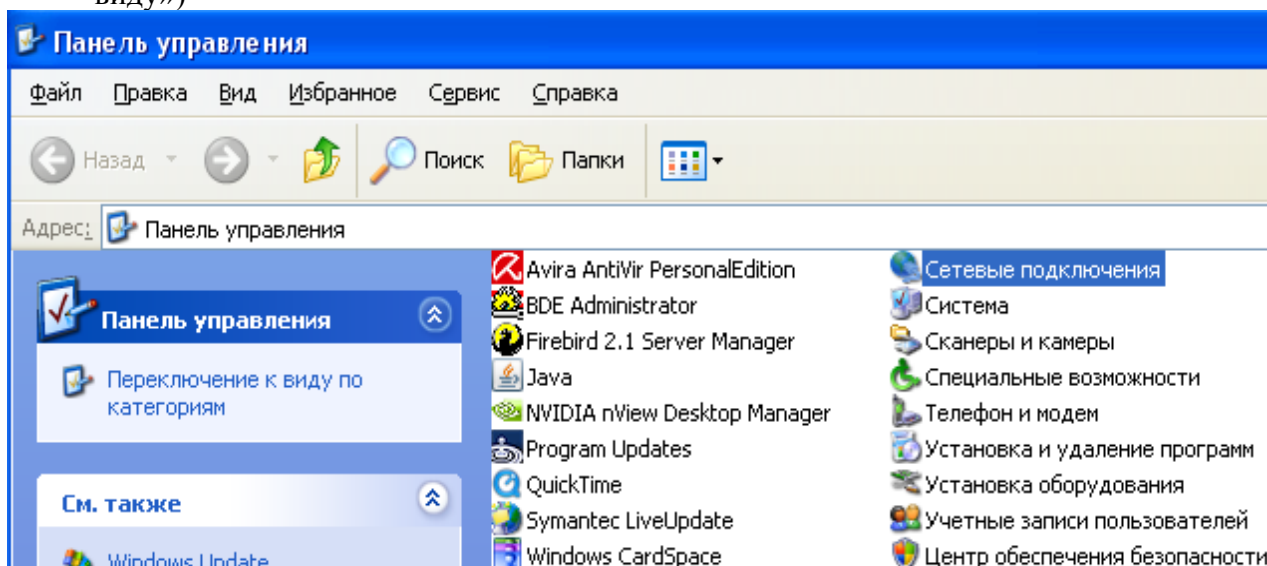 виду»)
Панель управления
Файл Правка Вид Избранное Сервис Справка
Назад Поиск Папки
Адрес: Панель управления
Панель управления
Переключение к виду по
категориям
См. также
Windows Update
Avira AntiVir PersonalEdition
BDE Administrator
Firebird 2.1 Server Manager
Java
NVIDIA nView Desktop Manager
Program Updates
QuickTime
Symantec LiveUpdate
Windows CardSpace
Сетевые подключения
Система
Сканеры и камеры
Специальные возможности
Телефон и модем
Установка и удаление программ
Установка оборудования
Учетные записи пользователей
Центр обеспечения безопасности